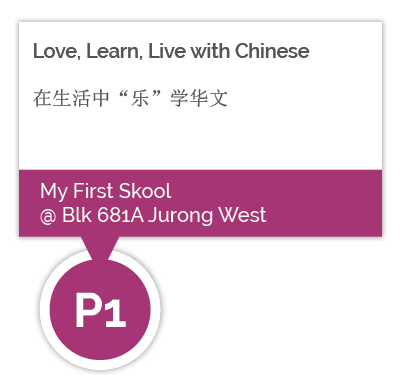 Love, Learn, Live with Chinese
在生活中“乐”学华文
My First Skool
@ Blk 681A Jurong West
P1